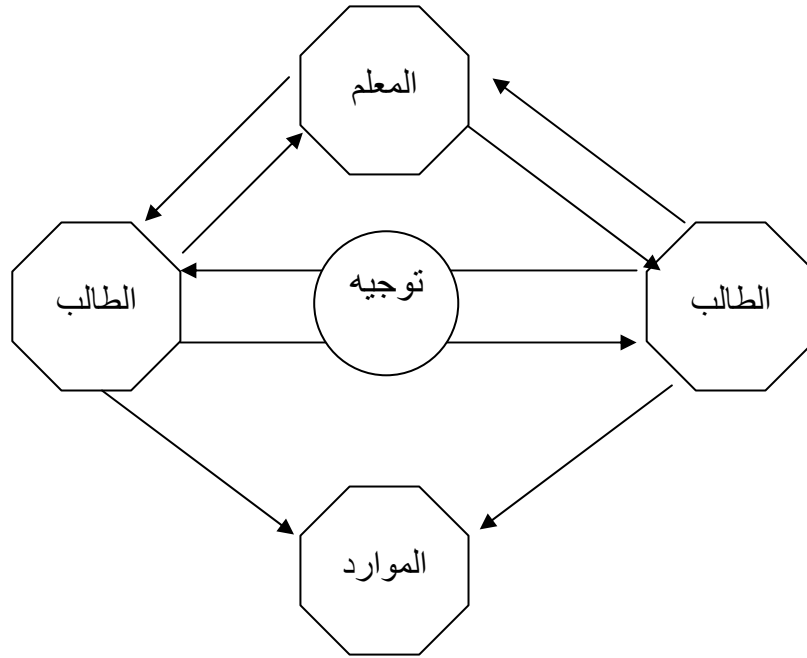 المعلم
توجيه
الطالب
الطالب
الموارد